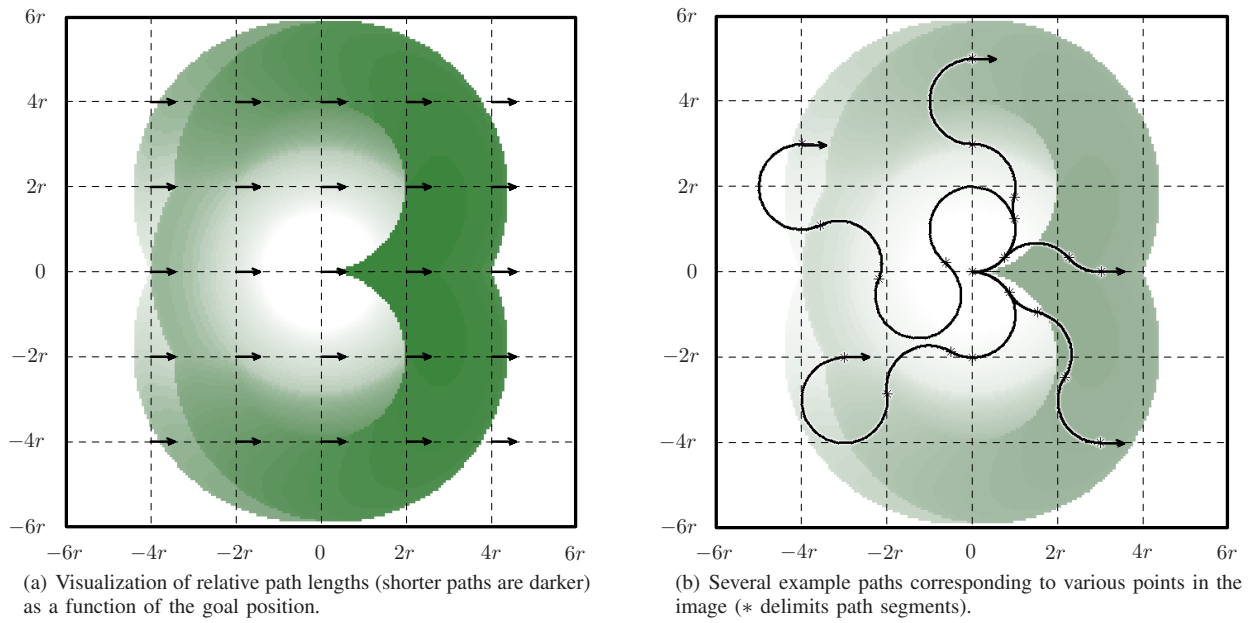 6r
4r
2r
0
−2r
−4r
−6r
−6r
−4r
−2r
0
2r
4r
6r
(a) Visualization of relative path lengths (shorter paths are darker)
as a function of the goal position.
6r
4r
2r
0
−2r
−4r
−6r
−6r
−4r
−2r
0
2r
4r
6r
(b) Several example paths corresponding to various points in the
image (∗ delimits path segments).